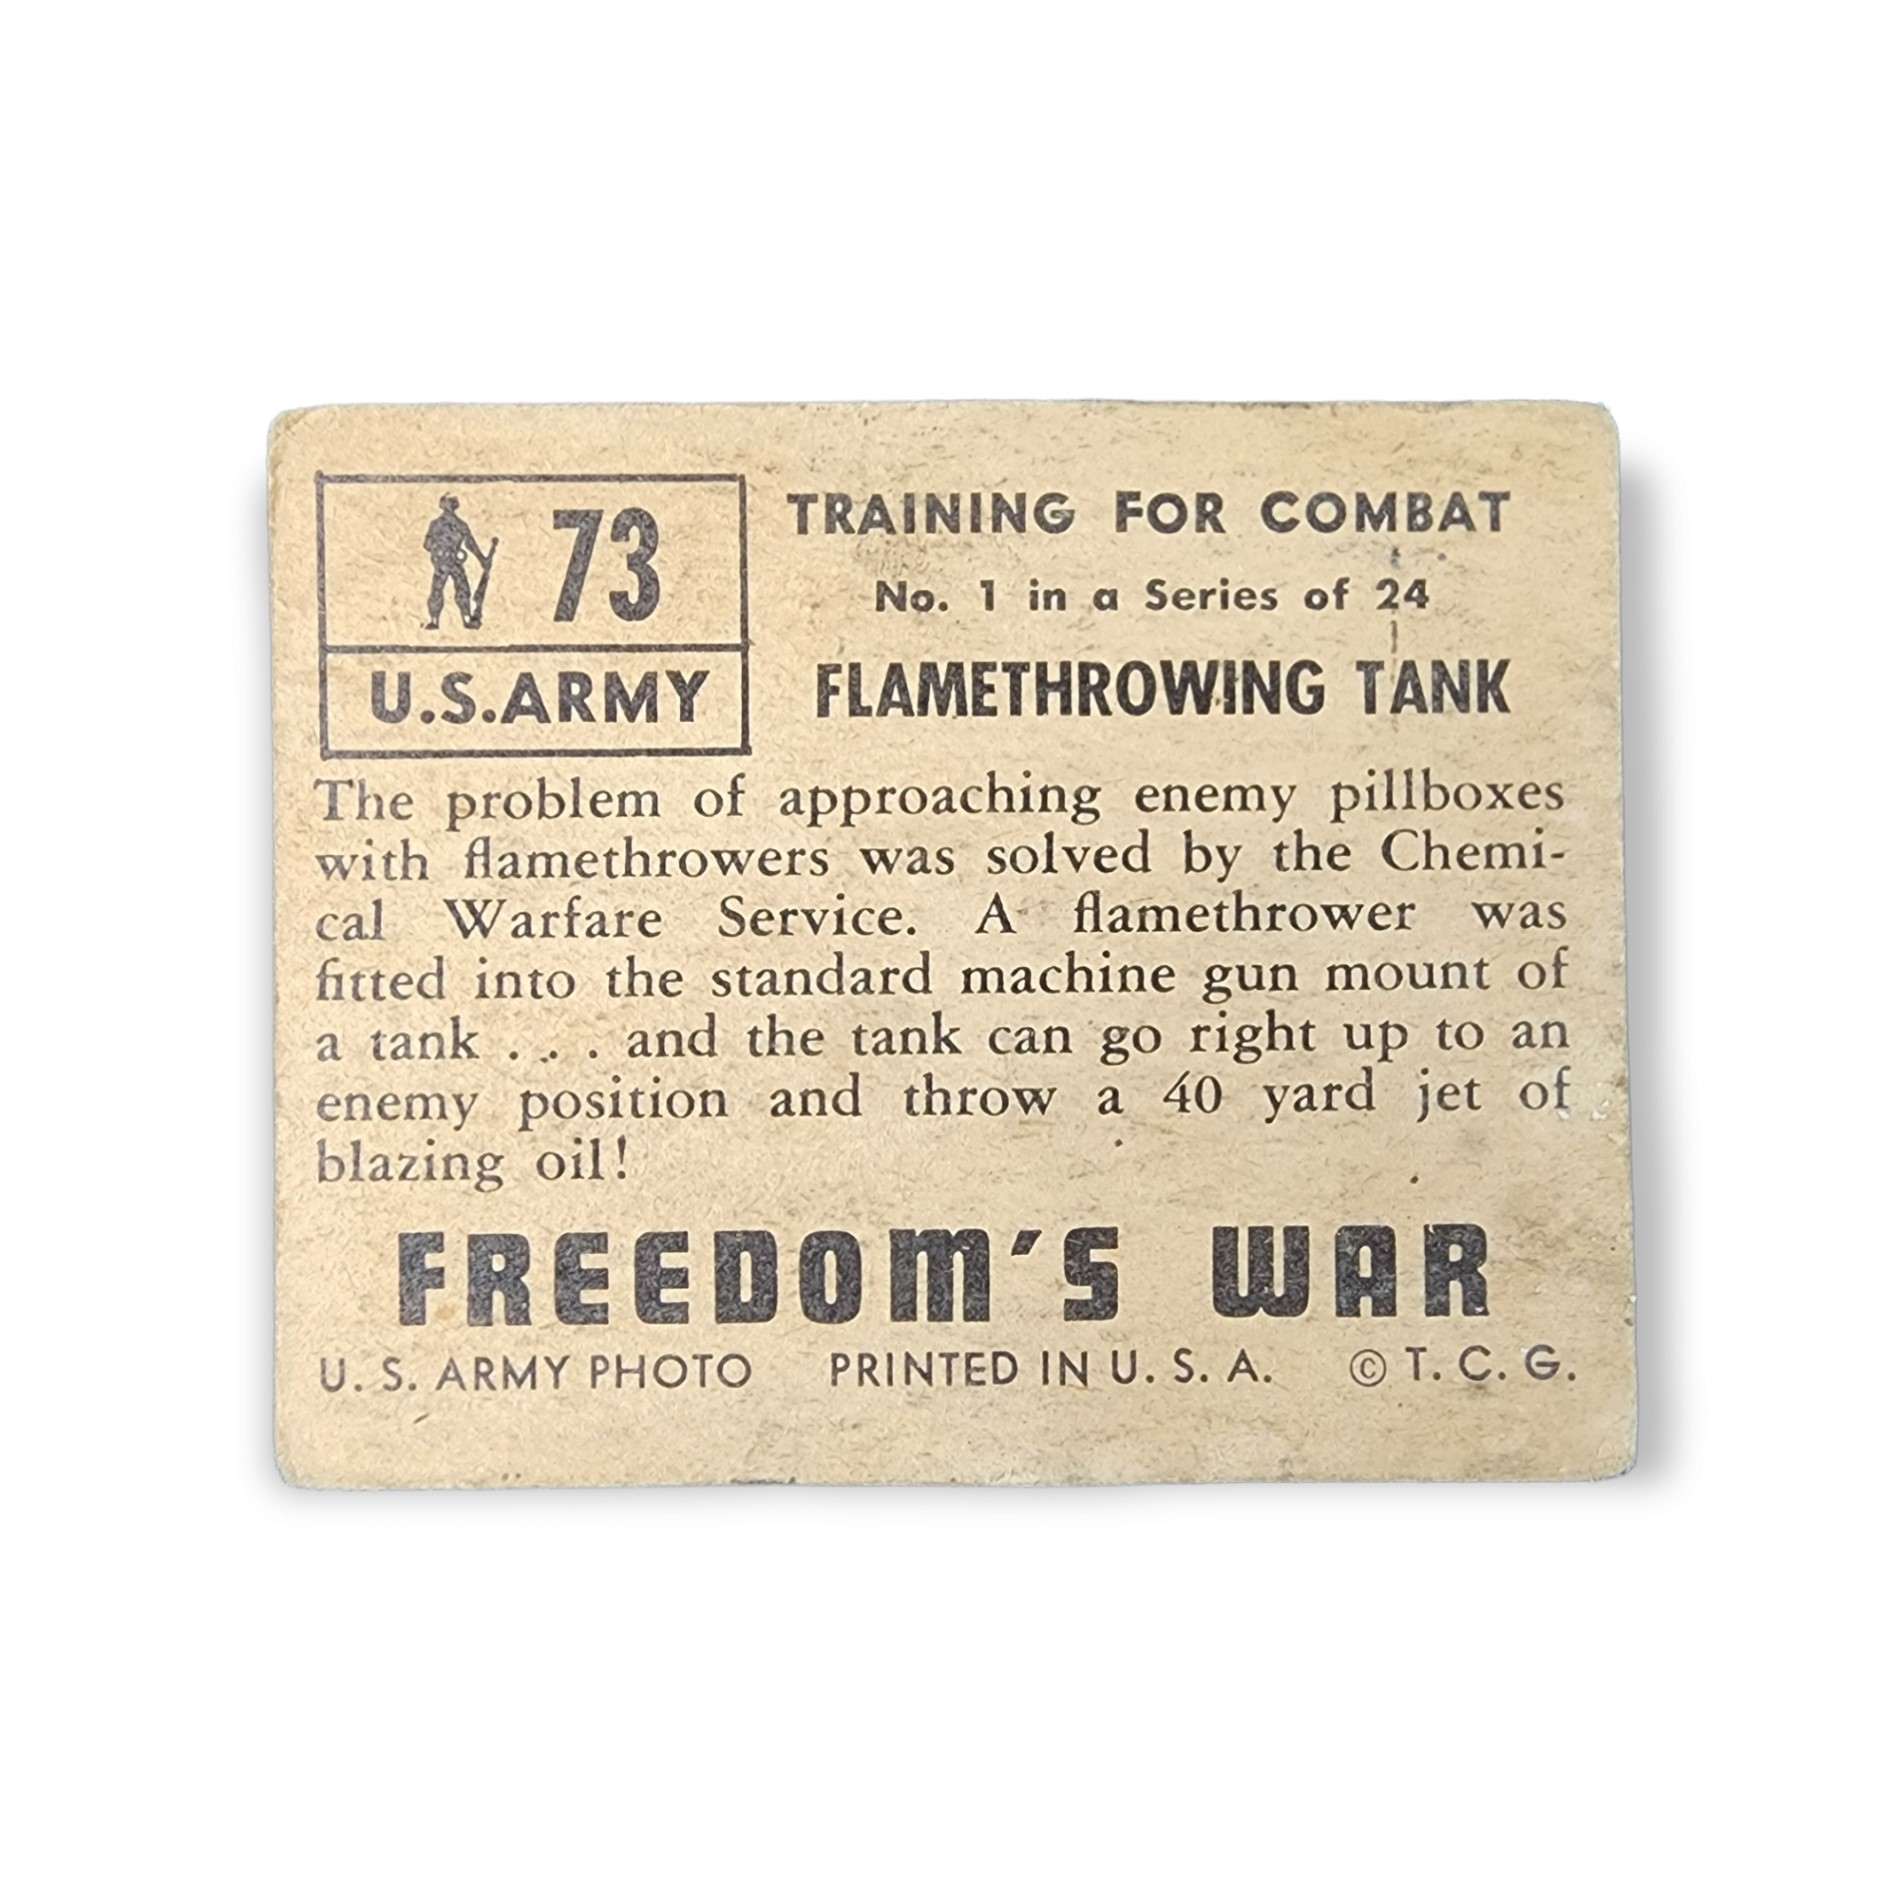 73
U.S.ARMY
TRAINING FOR COMBAT
No. 1 in a Series of 24
FLAMETHROWING TANK
The problem of approaching enemy pillboxes
with flamethrowers was solved by the Chemi-
cal Warfare Service. A flamethrower was
fitted into the standard machine gun mount of
a tank . . . and the tank can go right up to an
enemy position and throw a 40 yard jet of
blazing oil!
FREEDOM'S WAR
U. S. ARMY PHOTO PRINTED IN U. S. A. © T. C. G.